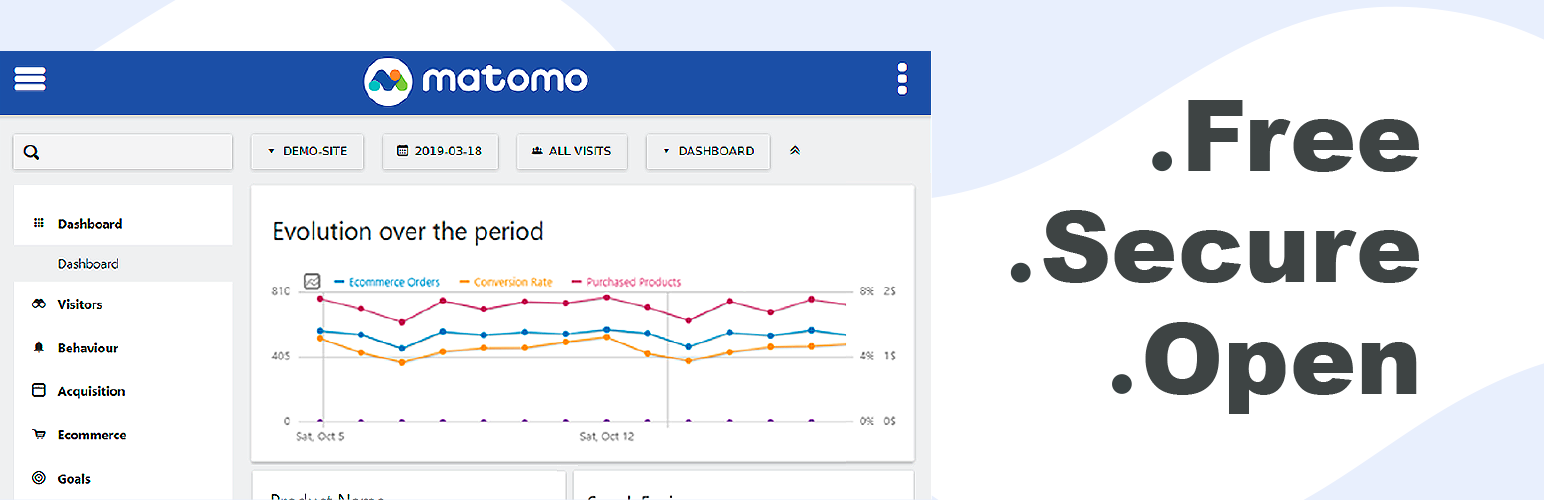 matomo
DEMO-SITE
2019-03-18
ALL VISITS
DASHBOARD
Dashboard
Dashboard
Visitors
Behaviour
Acquisition
Ecommerce
Goals
Evolution over the period
Ecommerce Orders
Conversion Rate
Purchased Products
810
8% 2$
405
4% 1$
0
0% 0$
Sat, Oct 5
Sat, Oct 12
Product Name
.Free
.Secure
.Open